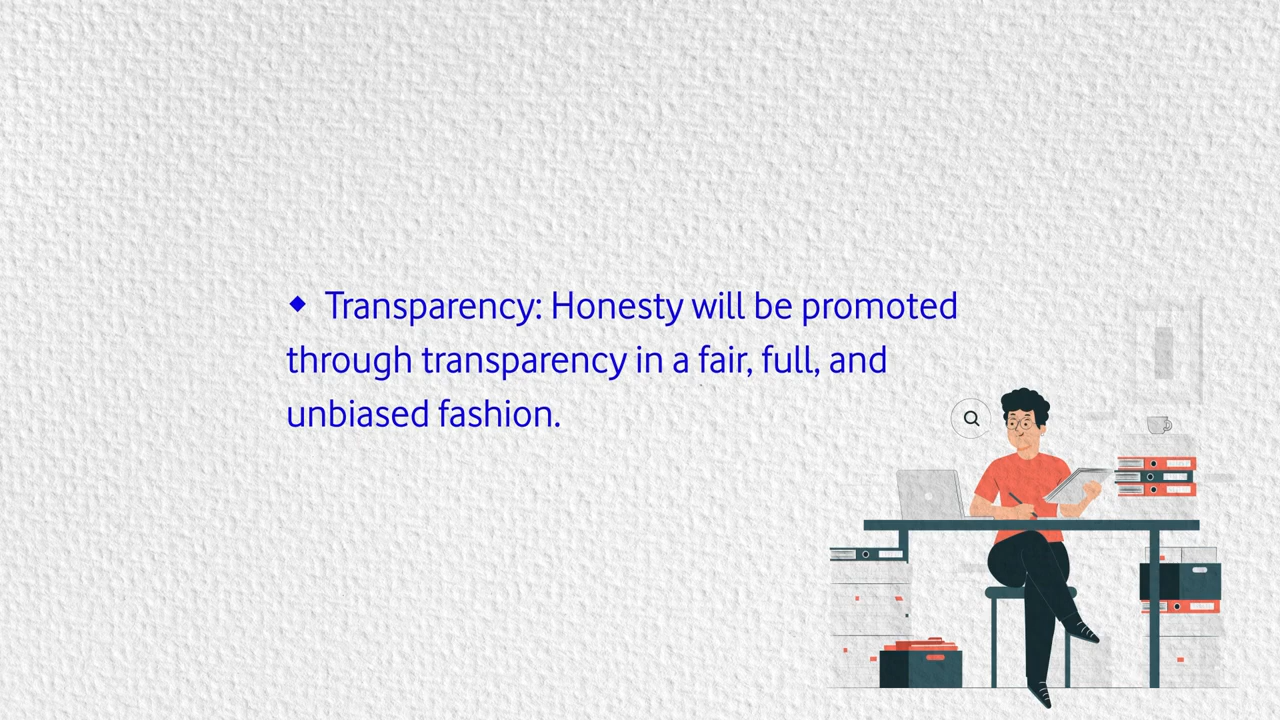 ◆ Transparency: Honesty will be promoted
through transparency in a fair, full, and
unbiased fashion.